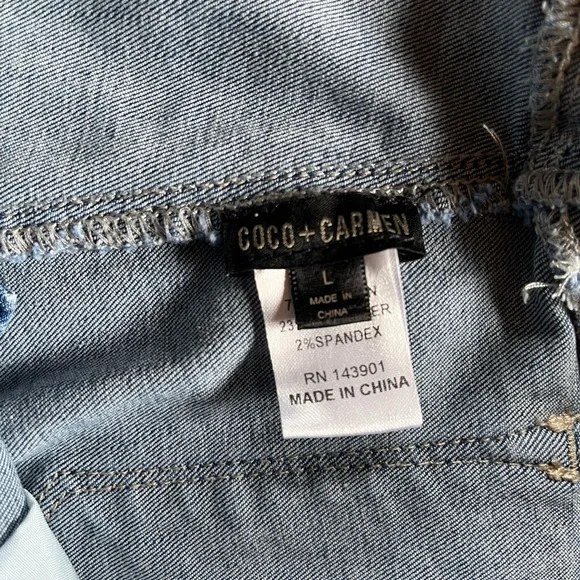 COCO+CARMEN
L
MADE IN
CHINA
2%SPANDEX
RN 143901
MADE IN CHINA